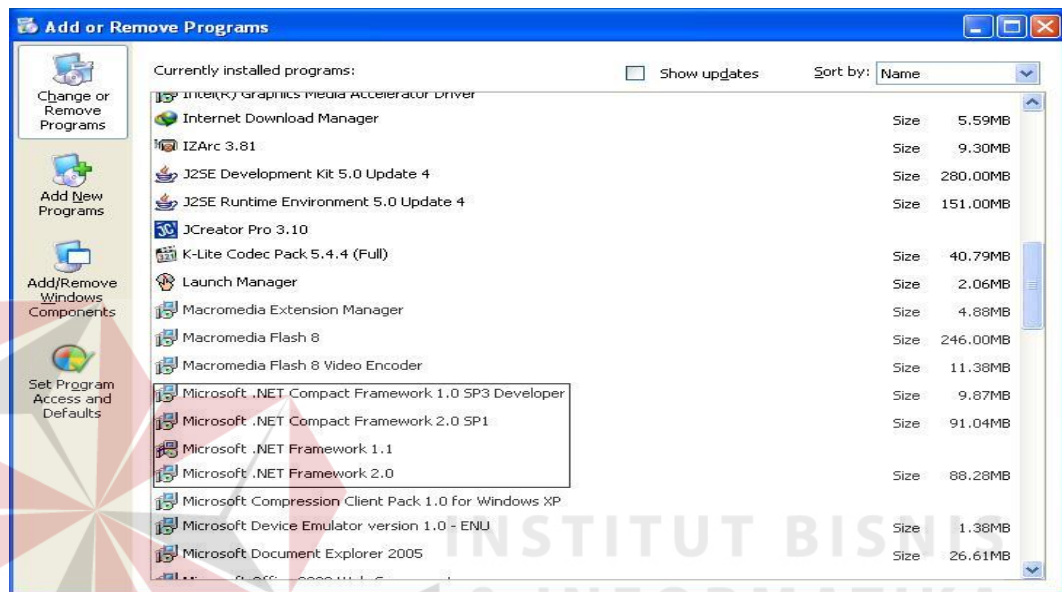 Add or Remove Programs
Change or
Remove
Programs
Add New
Programs
Add/Remove
Windows
Components
Set Program
Access and
Defaults
Currently installed programs: Show updates Sort by: Name
Intel(R) Graphics Media Accelerator Driver
Internet Download Manager Size 5.59MB
IZArc 3.81 Size 9.30MB
J2SE Development Kit 5.0 Update 4 Size 280.00MB
J2SE Runtime Environment 5.0 Update 4 Size 151.00MB
JCreator Pro 3.10
K-Lite Codec Pack 5.4.4 (Full) Size 40.79MB
Launch Manager Size 2.06MB
Macromedia Extension Manager Size 4.88MB
Macromedia Flash 8 Size 246.00MB
Macromedia Flash 8 Video Encoder Size 11.38MB
Microsoft .NET Compact Framework 1.0 SP3 Developer Size 9.87MB
Microsoft .NET Compact Framework 2.0 SP1 Size 91.04MB
Microsoft .NET Framework 1.1
Microsoft .NET Framework 2.0 Size 88.28MB
Microsoft Compression Client Pack 1.0 for Windows XP
Microsoft Device Emulator version 1.0 - ENU Size 1.38MB
Microsoft Document Explorer 2005 Size 26.61MB
INSTITUT BISNIS